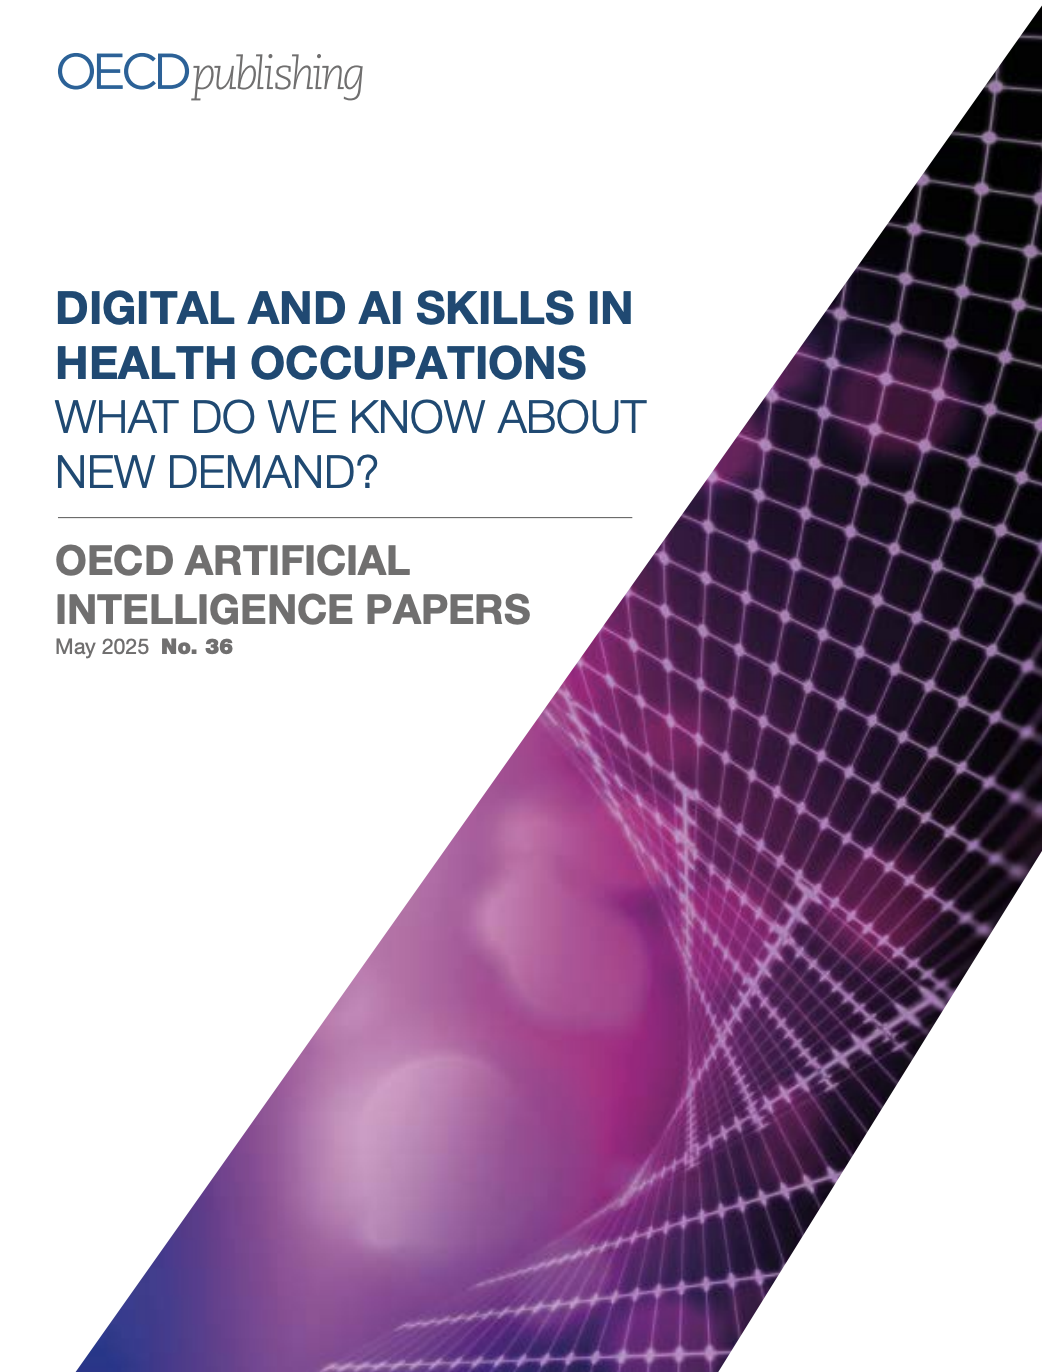 OECDpublishing
DIGITAL AND AI SKILLS IN
HEALTH OCCUPATIONS
WHAT DO WE KNOW ABOUT
NEW DEMAND?
OECD ARTIFICIAL
INTELLIGENCE PAPERS
May 2025 No. 36